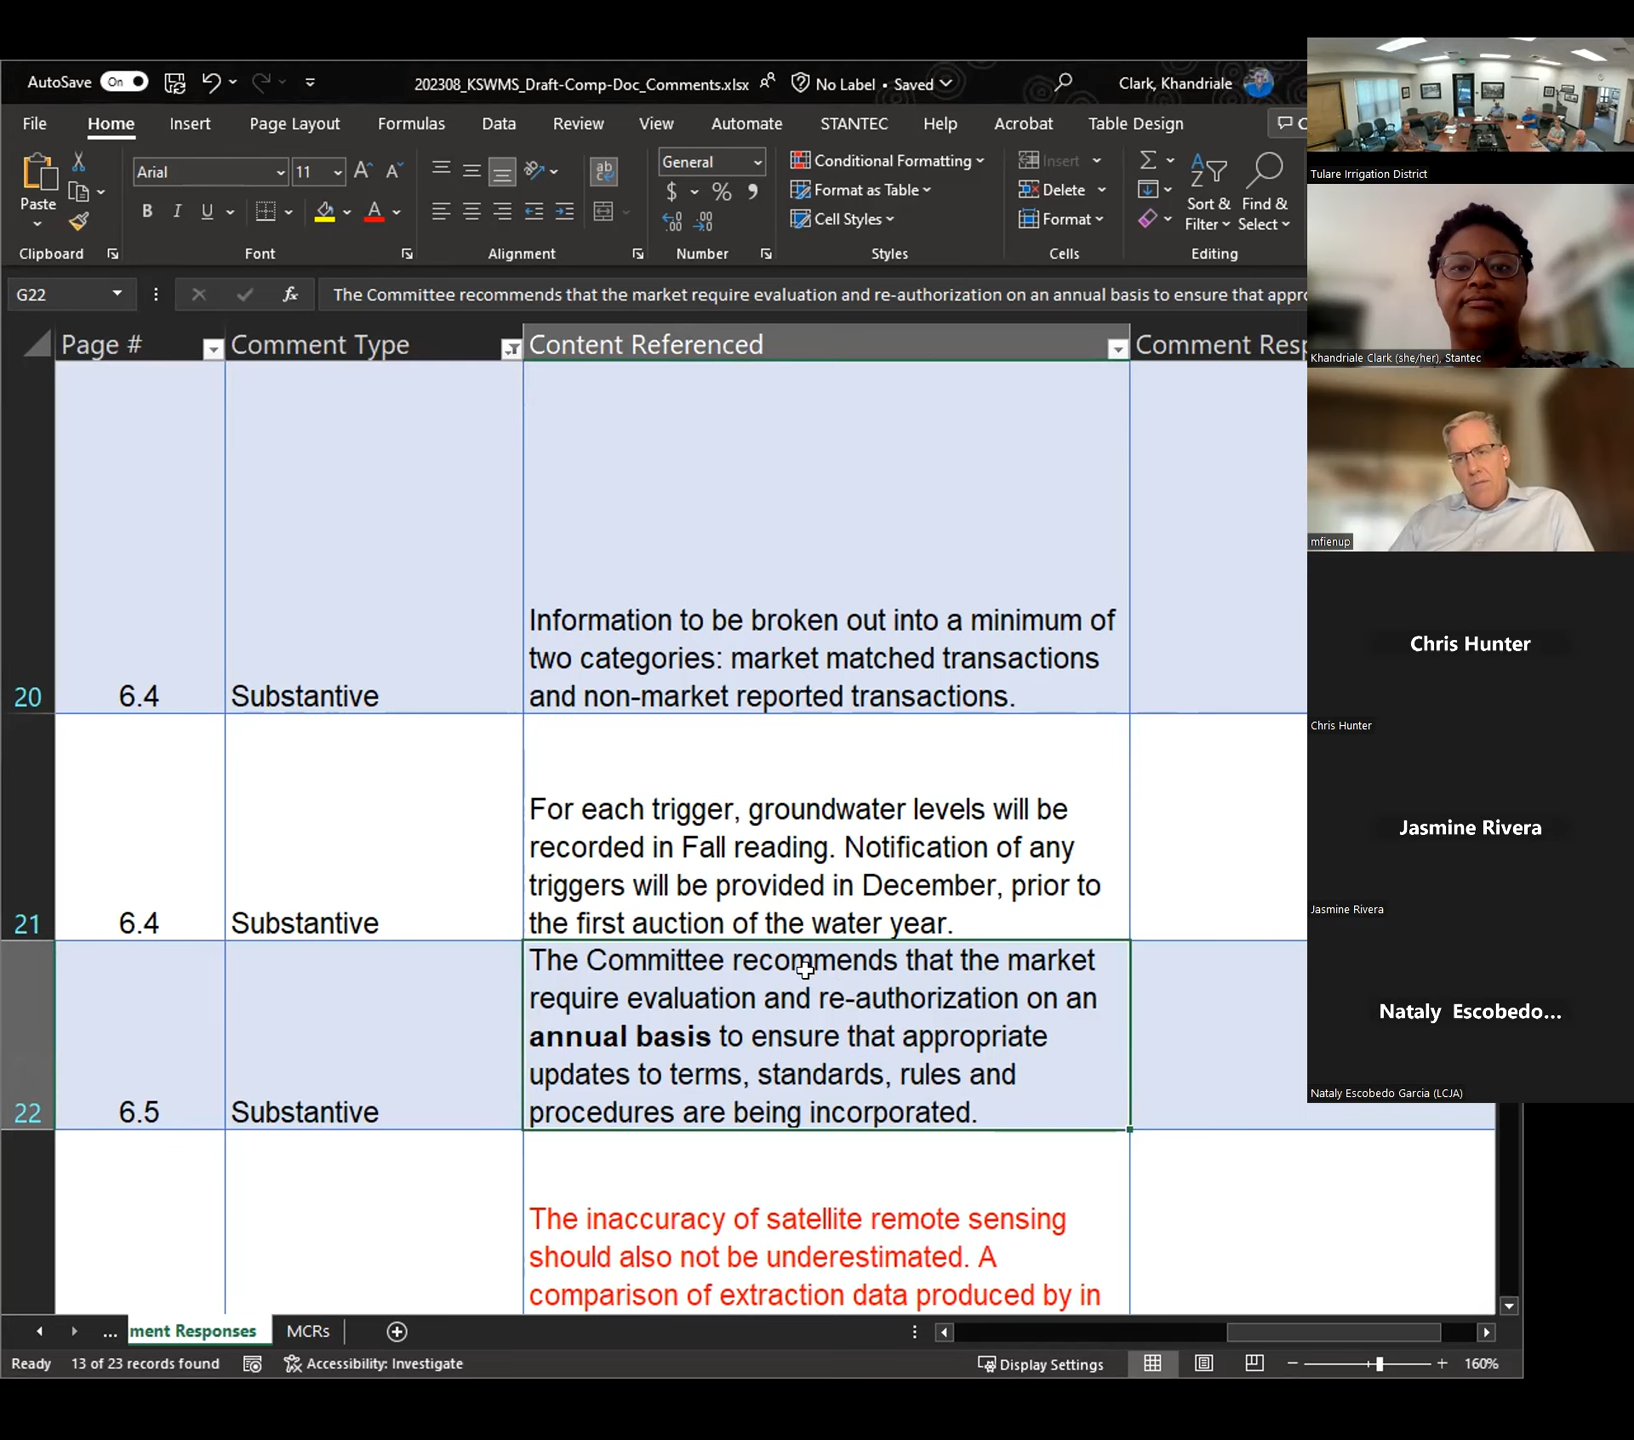 AutoSave On
202308_KSWMS_Draft-Comp-Doc_Comments.xlsx
No Label • Saved
Clark, Khandriale
File Home Insert Page Layout Formulas Data Review View Automate STANTEC Help Acrobat Table Design
Paste
Arial 11
B I U
ab
General
$ % ,
Conditional Formatting
Format as Table
Cell Styles
Insert
Delete
Format
Sort & Filter
Find & Select
Clipboard Font Alignment Number Styles Cells Editing
G22
fx
The Committee recommends that the market require evaluation and re-authorization on an annual basis to ensure that appro
Page # Comment Type Content Referenced Comment Resp
Information to be broken out into a minimum of
two categories: market matched transactions
20 6.4 Substantive and non-market reported transactions.
For each trigger, groundwater levels will be
recorded in Fall reading. Notification of any
triggers will be provided in December, prior to
21 6.4 Substantive the first auction of the water year.
The Committee recommends that the market
require evaluation and re-authorization on an
annual basis to ensure that appropriate
updates to terms, standards, rules and
22 6.5 Substantive procedures are being incorporated.
The inaccuracy of satellite remote sensing
should also not be underestimated. A
comparison of extraction data produced by in
... ment Responses MCRs
Ready 13 of 23 records found Accessibility: Investigate Display Settings 160%
Tulare Irrigation District
Khandriale Clark (she/her), Stantec
mfienup
Chris Hunter
Chris Hunter
Jasmine Rivera
Jasmine Rivera
Nataly Escobedo...
Nataly Escobedo Garcia (LCJA)